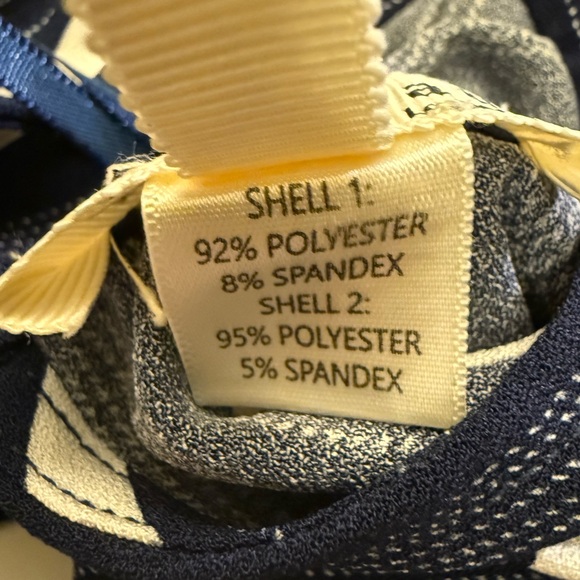 SHELL 1:
92% POLYESTER
8% SPANDEX
SHELL 2:
95% POLYESTER
5% SPANDEX